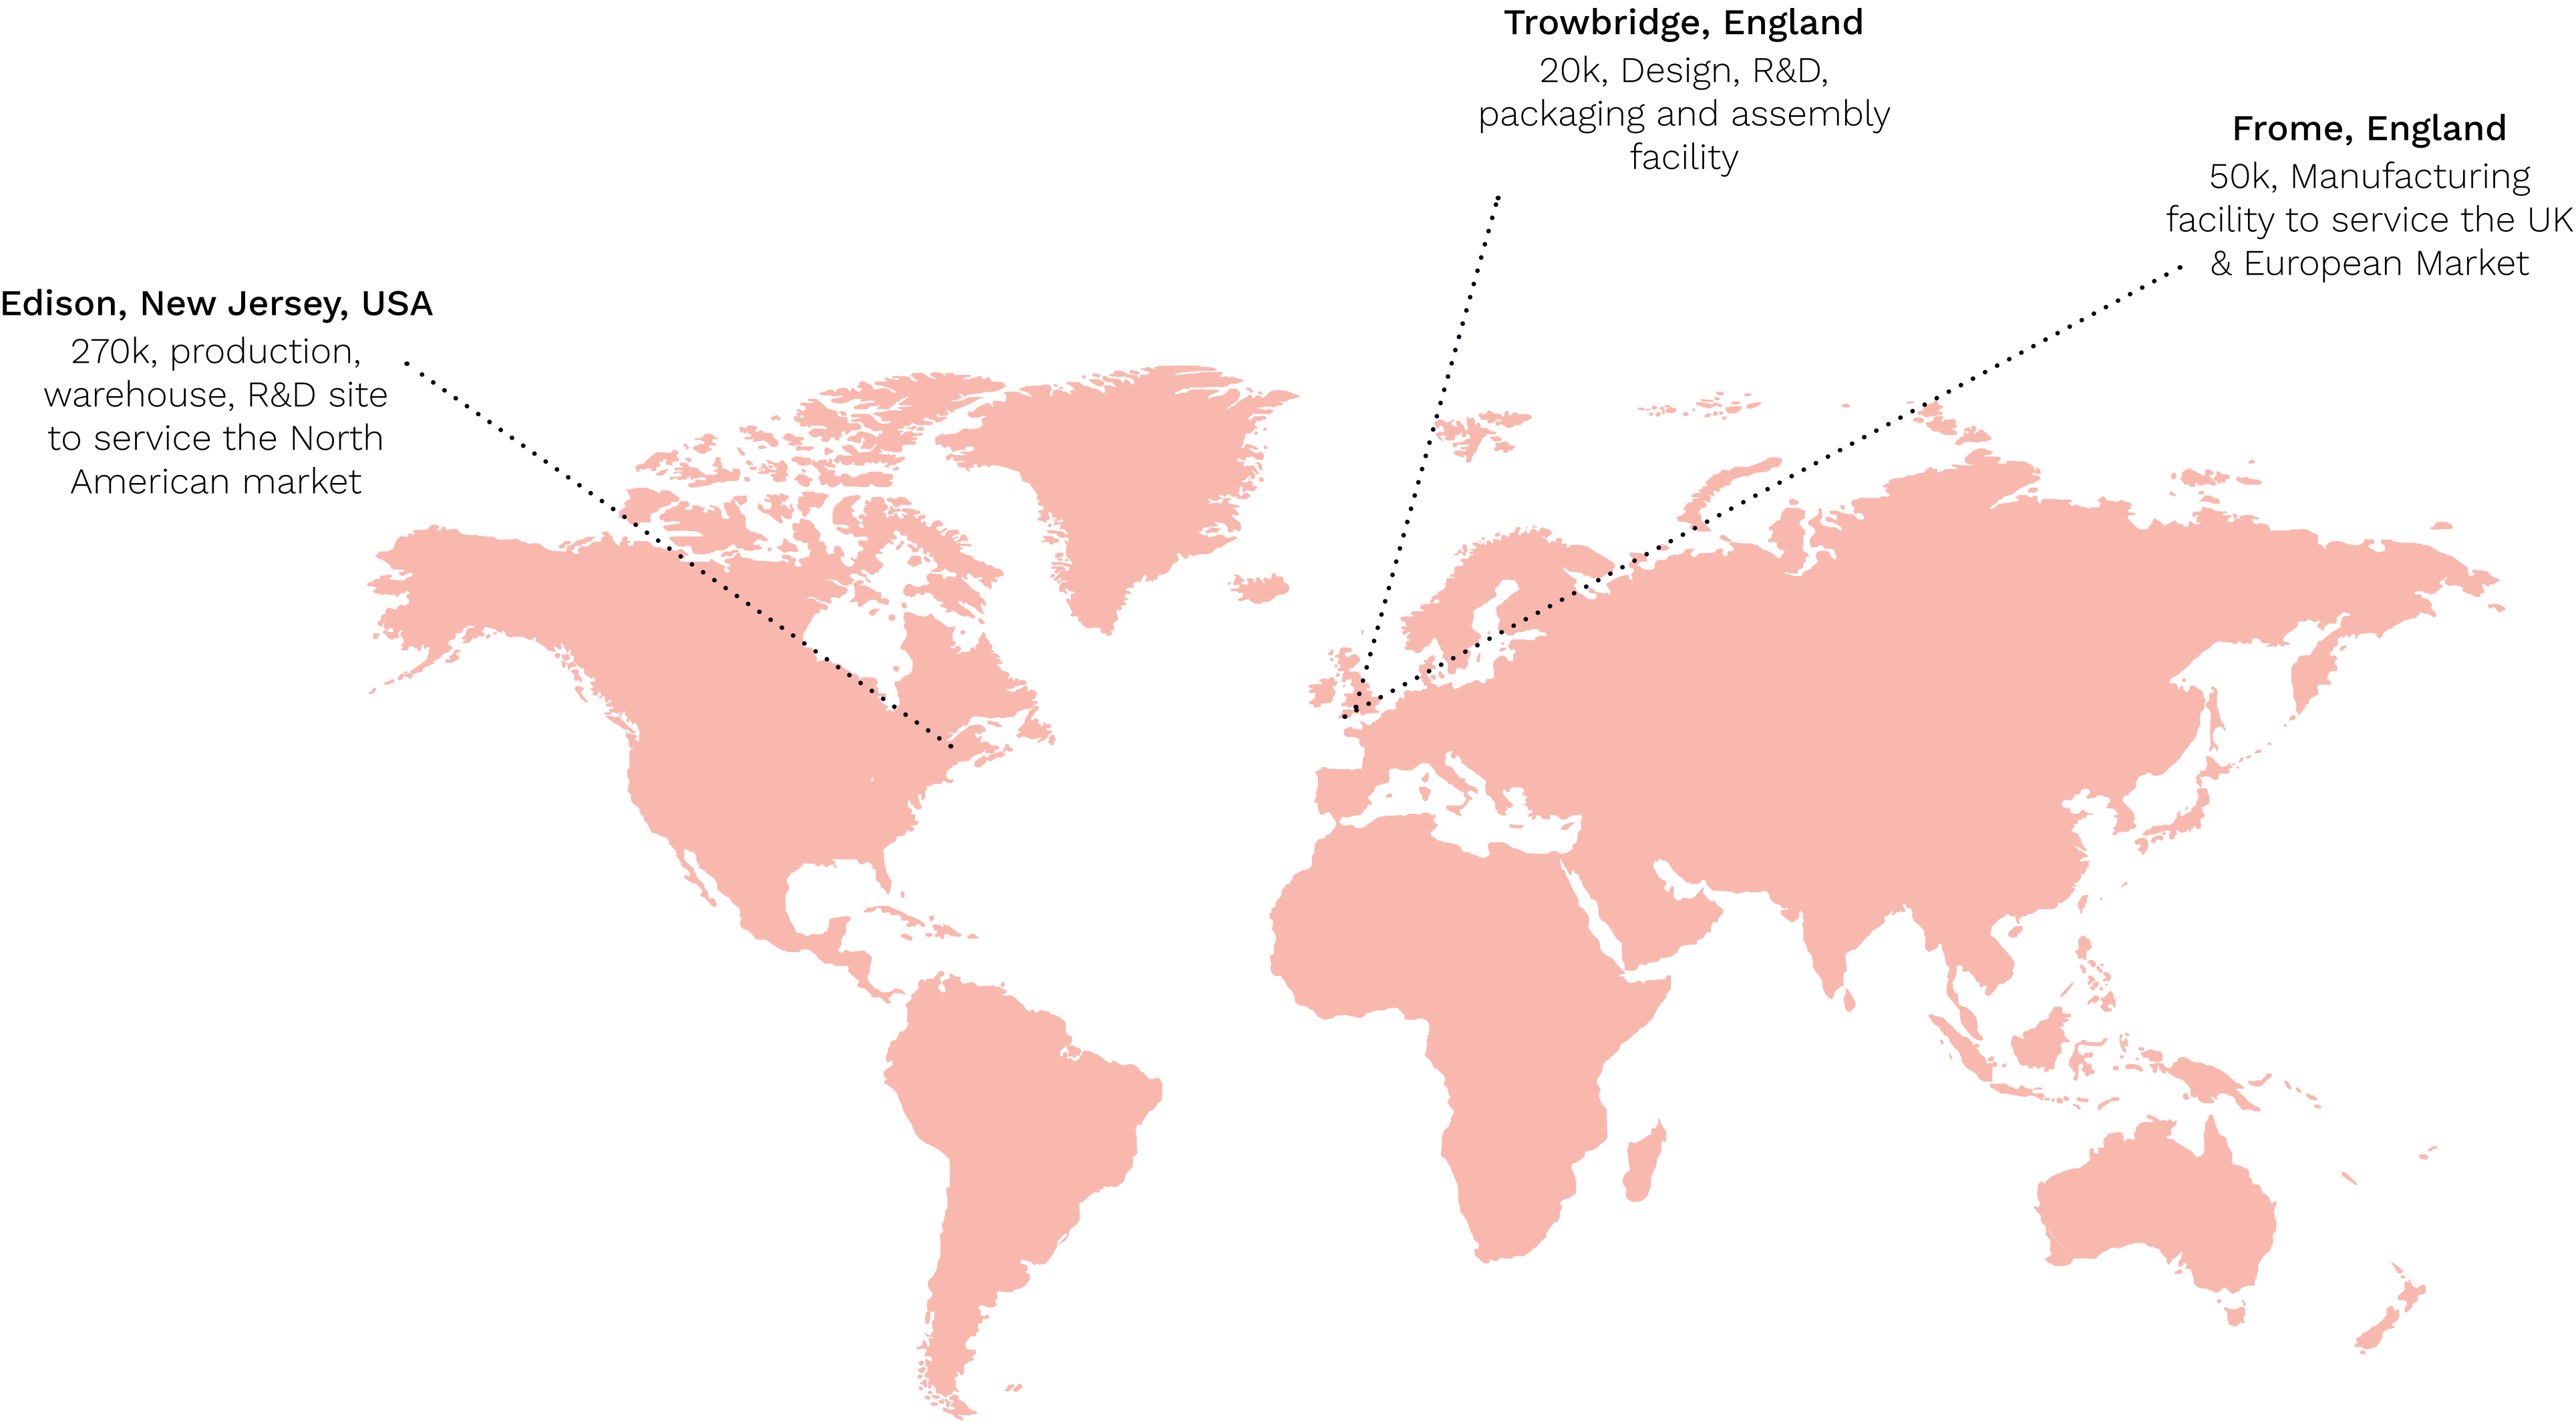 Trowbridge, England
20k, Design, R&D,
packaging and assembly
facility
Frome, England
50k, Manufacturing
facility to service the UK
& European Market
Edison, New Jersey, USA
270k, production,
warehouse, R&D site
to service the North
American market